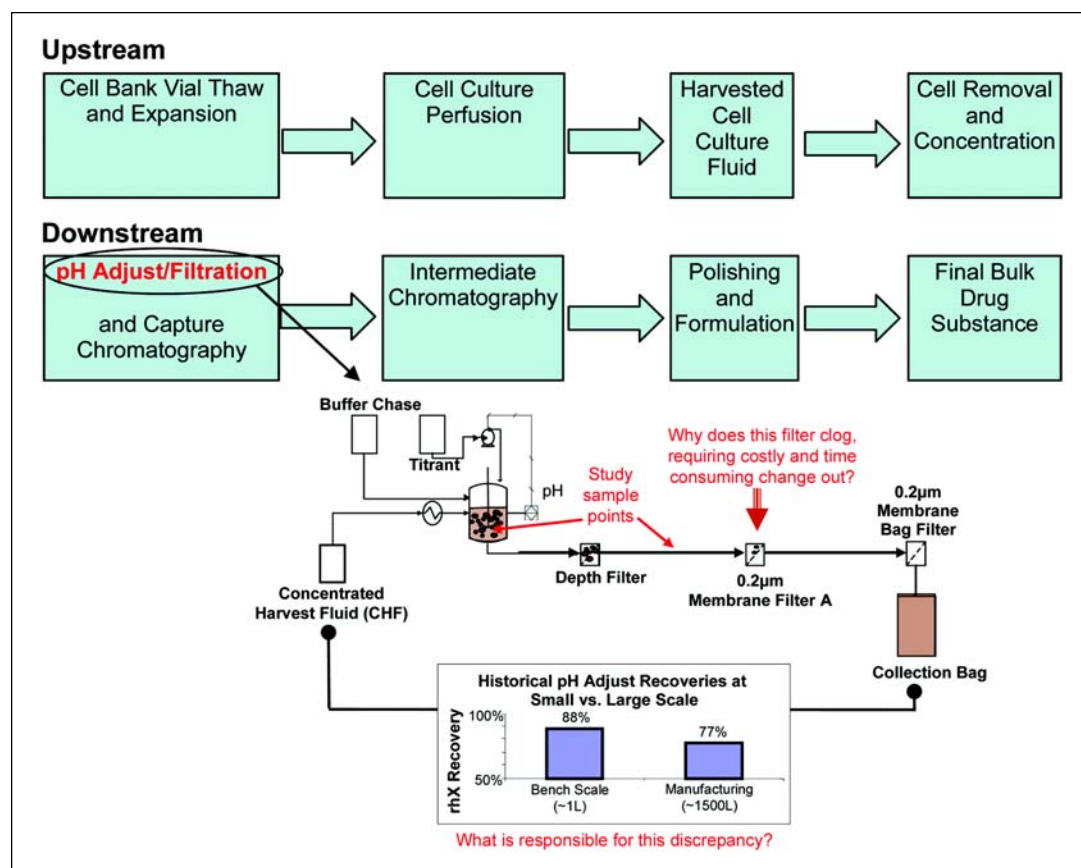 Upstream
Cell Bank Vial Thaw
and Expansion
Cell Culture
Perfusion
Harvested
Cell
Culture
Fluid
Cell Removal
and
Concentration
Downstream
pH Adjust/Filtration
and Capture
Chromatography
Intermediate
Chromatography
Polishing
and
Formulation
Final Bulk
Drug
Substance
Buffer Chase
Titrant
pH
Study
sample
points
Why does this filter clog,
requiring costly and time
consuming change out?
0.2µm
Membrane
Bag Filter
Depth Filter
0.2µm
Membrane Filter A
Concentrated
Harvest Fluid (CHF)
Collection Bag
Historical pH Adjust Recoveries at
Small vs. Large Scale
rhX Recovery
100%
88%
77%
50%
Bench Scale
(~1L)
Manufacturing
(~1500L)
What is responsible for this discrepancy?